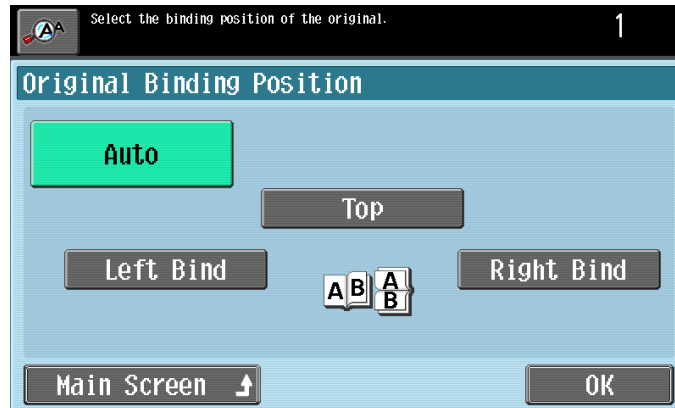 Select the binding position of the original.
1
Original Binding Position
Auto
Top
Left Bind
Right Bind
A B A
B
Main Screen
OK